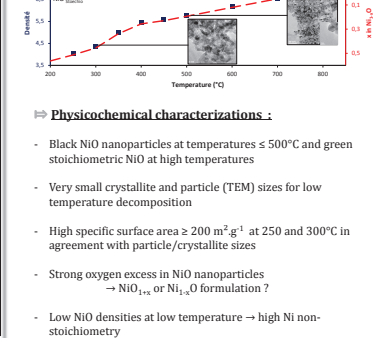 Densité
5,5
4,5
3,5
0,3
0,5
x in Ni1-xO
200 300 400 500 600 700 800
Temperature (°C)
⇨ Physicochemical characterizations :
- Black NiO nanoparticles at temperatures ≤ 500°C and green
stoichiometric NiO at high temperatures
- Very small crystallite and particle (TEM) sizes for low
temperature decomposition
- High specific surface area ≥ 200 m².g⁻¹ at 250 and 300°C in
agreement with particle/crystallite sizes
- Strong oxygen excess in NiO nanoparticles
→ NiO1+x or Ni1-xO formulation ?
- Low NiO densities at low temperature → high Ni non-
stoichiometry